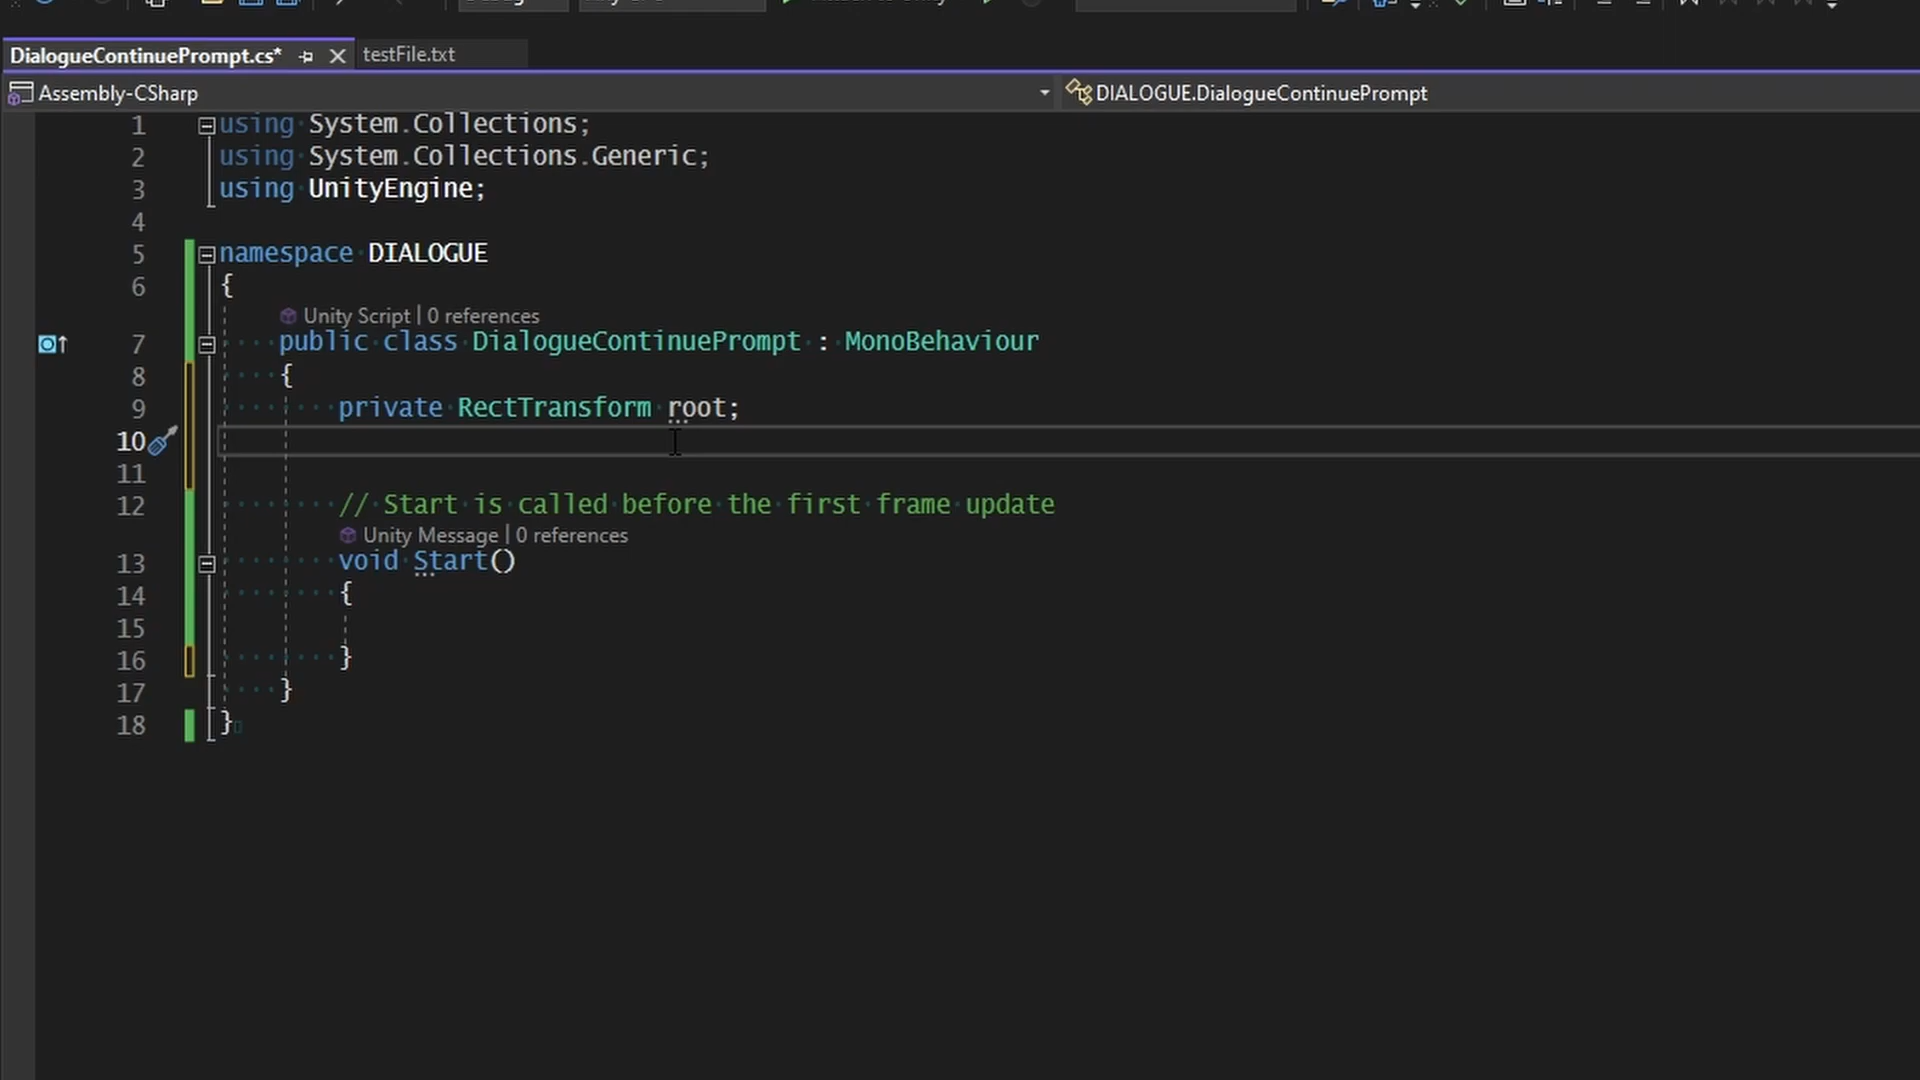 DialogueContinuePrompt.cs*
testFile.txt
Assembly-CSharp
DIALOGUE.DialogueContinuePrompt
1 using System.Collections;
2 using System.Collections.Generic;
3 using UnityEngine;
4
5 namespace DIALOGUE
6 {
Unity Script | 0 references
7 public class DialogueContinuePrompt : MonoBehaviour
8 {
9 private RectTransform root;
10
11
12 // Start is called before the first frame update
Unity Message | 0 references
13 void Start()
14 {
15
16 }
17 }
18 }